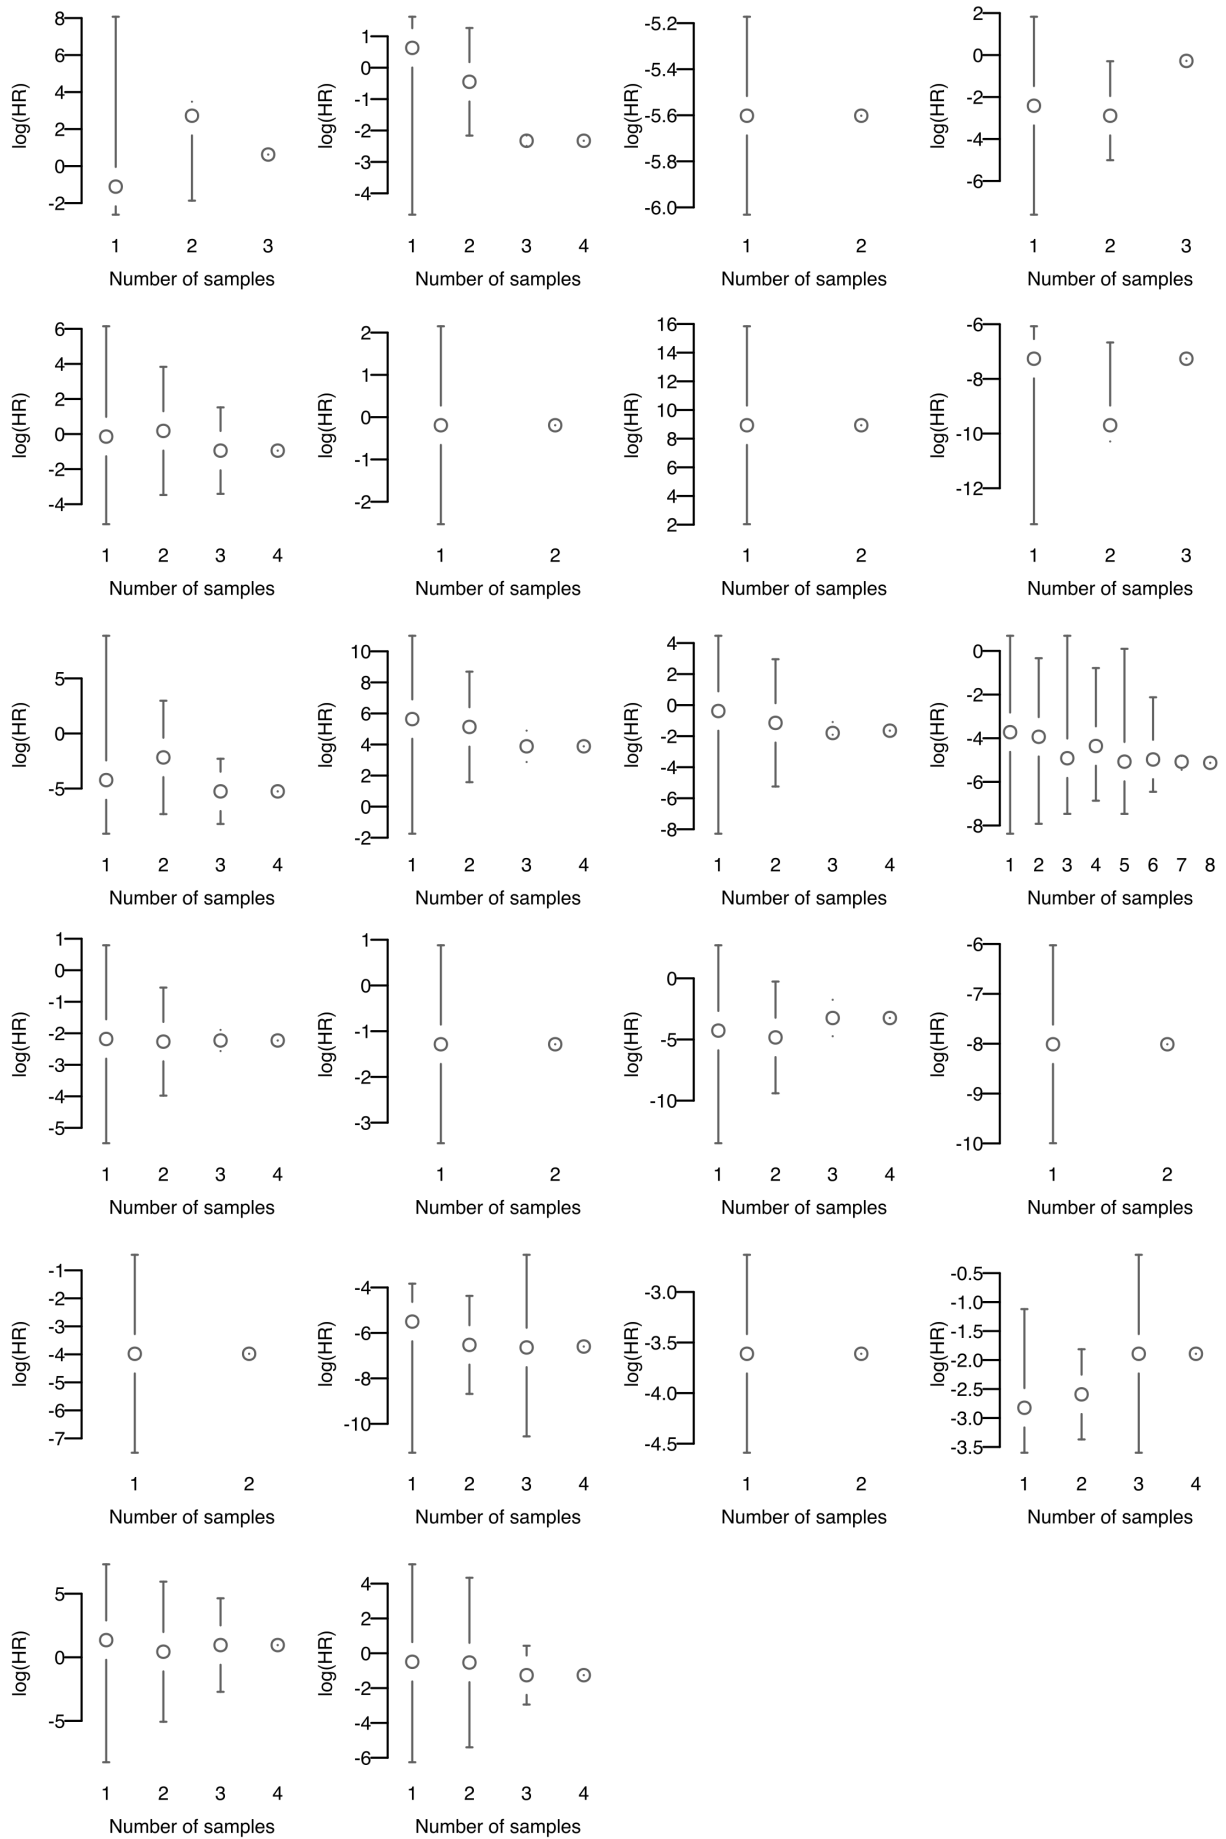 log(HR)
8
6
4
2
0
-2
1 2 3
Number of samples
log(HR)
1
0
-1
-2
-3
-4
1 2 3 4
Number of samples
log(HR)
-5.2
-5.4
-5.6
-5.8
-6.0
1 2
Number of samples
log(HR)
2
0
-2
-4
-6
1 2 3
Number of samples
log(HR)
6
4
2
0
-2
-4
1 2 3 4
Number of samples
log(HR)
2
1
0
-1
-2
1 2
Number of samples
log(HR)
16
14
12
10
8
6
4
2
1 2
Number of samples
log(HR)
-6
-8
-10
-12
1 2 3
Number of samples
log(HR)
5
0
-5
1 2 3 4
Number of samples
log(HR)
10
8
6
4
2
0
-2
1 2 3 4
Number of samples
log(HR)
4
2
0
-2
-4
-6
-8
1 2 3 4
Number of samples
log(HR)
0
-2
-4
-6
-8
1 2 3 4 5 6 7 8
Number of samples
log(HR)
1
0
-1
-2
-3
-4
-5
1 2 3 4
Number of samples
log(HR)
1
0
-1
-2
-3
1 2
Number of samples
log(HR)
0
-5
-10
1 2 3 4
Number of samples
log(HR)
-6
-7
-8
-9
-10
1 2
Number of samples
log(HR)
-1
-2
-3
-4
-5
-6
-7
1 2
Number of samples
log(HR)
-4
-6
-8
-10
1 2 3 4
Number of samples
log(HR)
-3.0
-3.5
-4.0
-4.5
1 2
Number of samples
log(HR)
-0.5
-1.0
-1.5
-2.0
-2.5
-3.0
-3.5
1 2 3 4
Number of samples
log(HR)
5
0
-5
1 2 3 4
Number of samples
log(HR)
4
2
0
-2
-4
-6
1 2 3 4
Number of samples